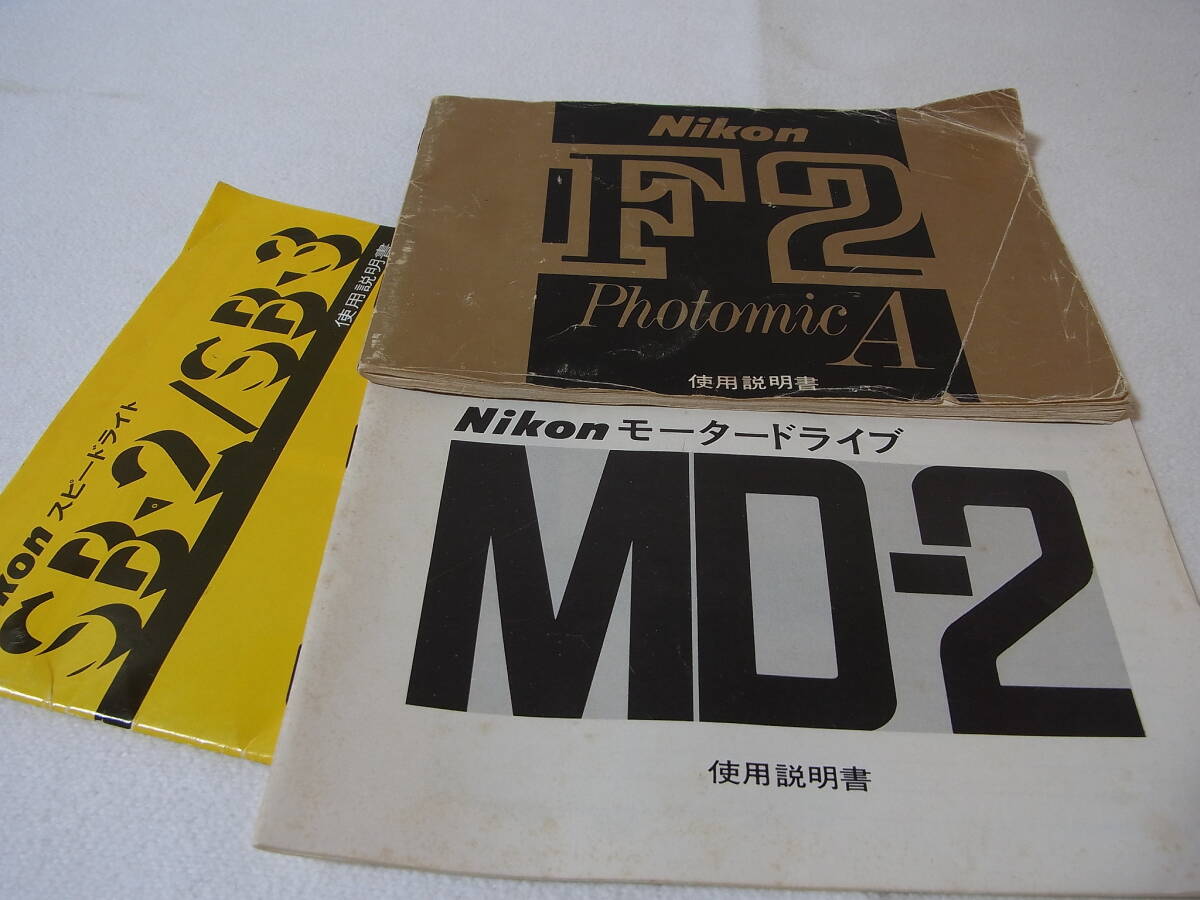 Nikon
F2
Photomic A
使用説明書
Nikon モータードライブ
MD-2
使用説明書
kon スピードライト
SB-2/SB-3
使用説明書